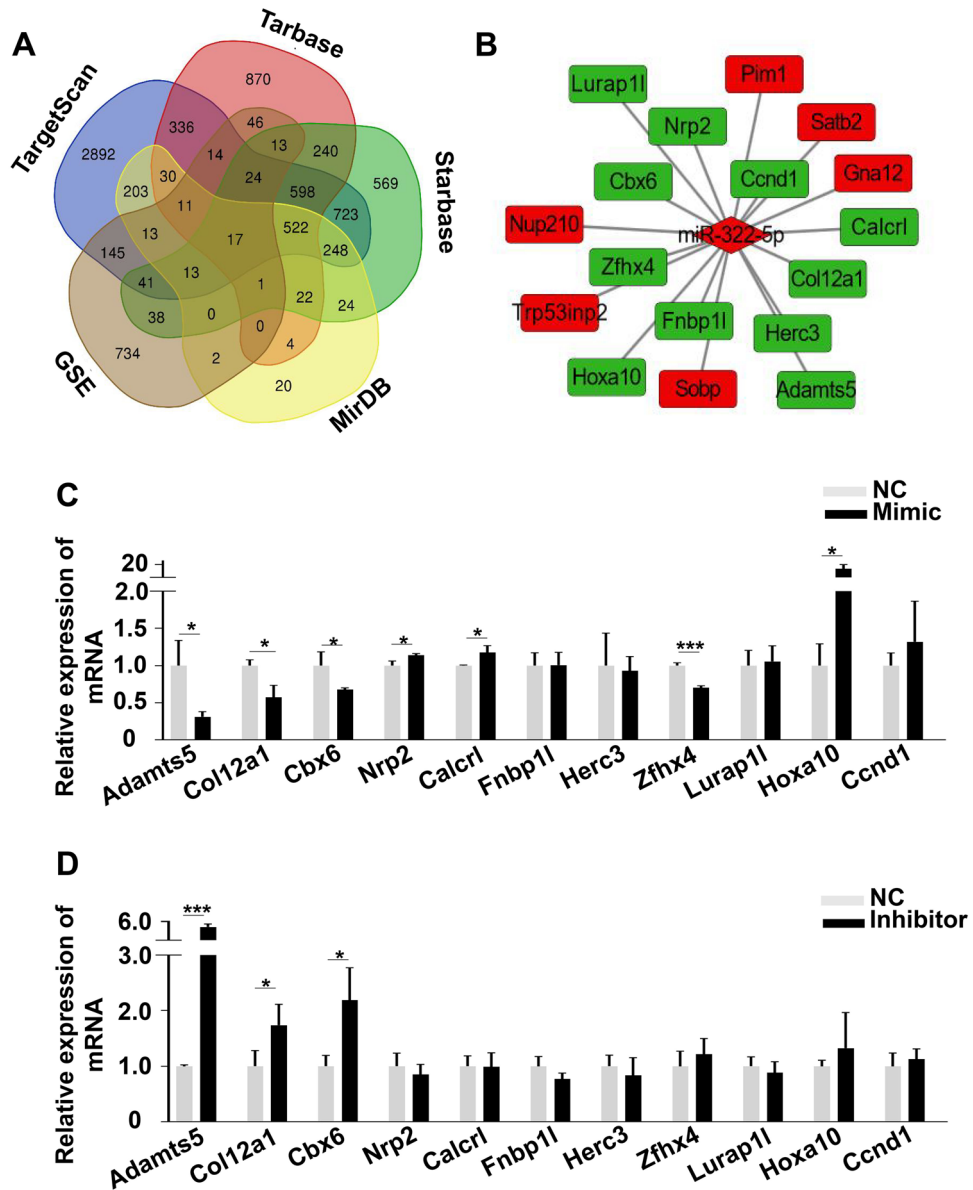 A
Tarbase
TargetScan
Starbase
GSE
MirDB
870
2892
336
46
13
240
569
14
30
203
24
598
723
11
522
13
17
248
145
13
41
1
22
24
38
0
0
734
2
4
20
B
Lurap1l
Pim1
Nrp2
Satb2
Cbx6
Ccnd1
Gna12
Nup210
miR-322-5p
Calcrl
Zfhx4
Col12a1
Trp53inp2
Fnbp1l
Herc3
Hoxa10
Sobp
Adamts5
C
NC
Mimic
Relative expression of
mRNA
20
2.0
1.5
1.0
0.5
0
* * * * * *** *
Adamts5 Col12a1 Cbx6 Nrp2 Calcrl Fnbp1l Herc3 Zfhx4 Lurap1l Hoxa10 Ccnd1
D
NC
Inhibitor
Relative expression of
mRNA
6.0
3.0
2.0
1.0
0
*** * *
Adamts5 Col12a1 Cbx6 Nrp2 Calcrl Fnbp1l Herc3 Zfhx4 Lurap1l Hoxa10 Ccnd1